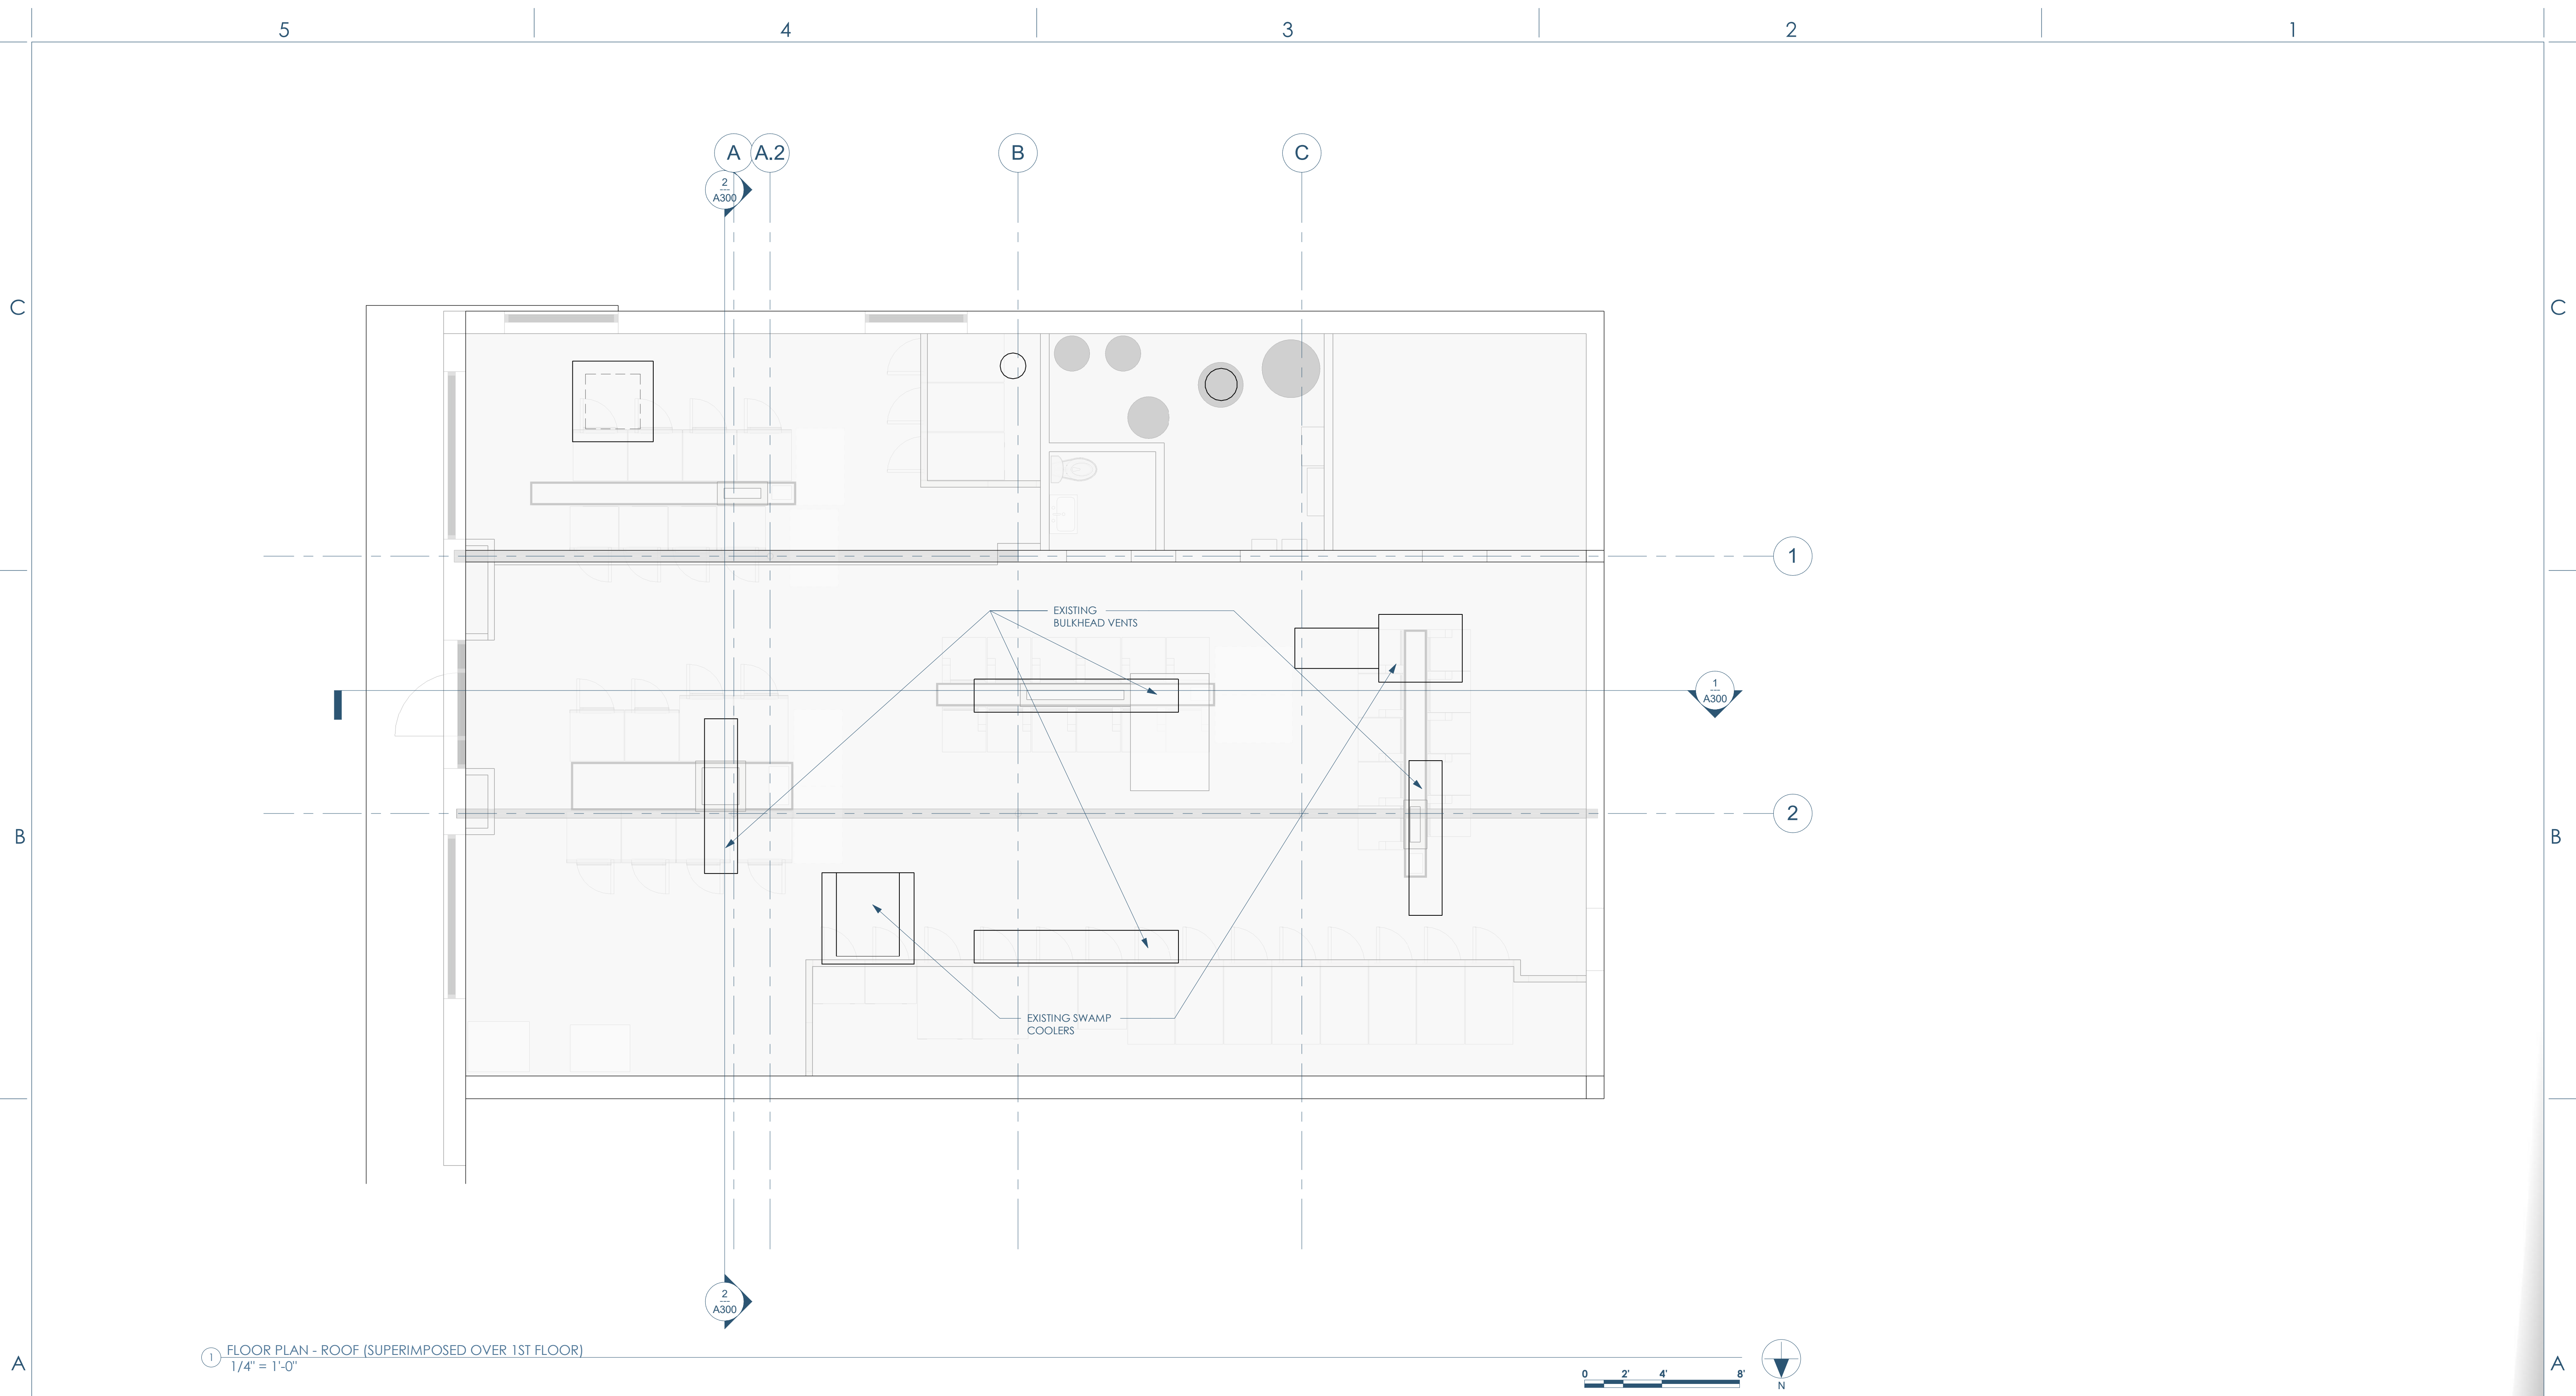 5 4 3 2 1
A A.2 B C
2
A300
C C
1
EXISTING
BULKHEAD VENTS
1
A300
2
B B
EXISTING SWAMP
COOLERS
2
A300
1 FLOOR PLAN - ROOF (SUPERIMPOSED OVER 1ST FLOOR)
1/4" = 1'-0"
A A
0 2' 4' 8'
N